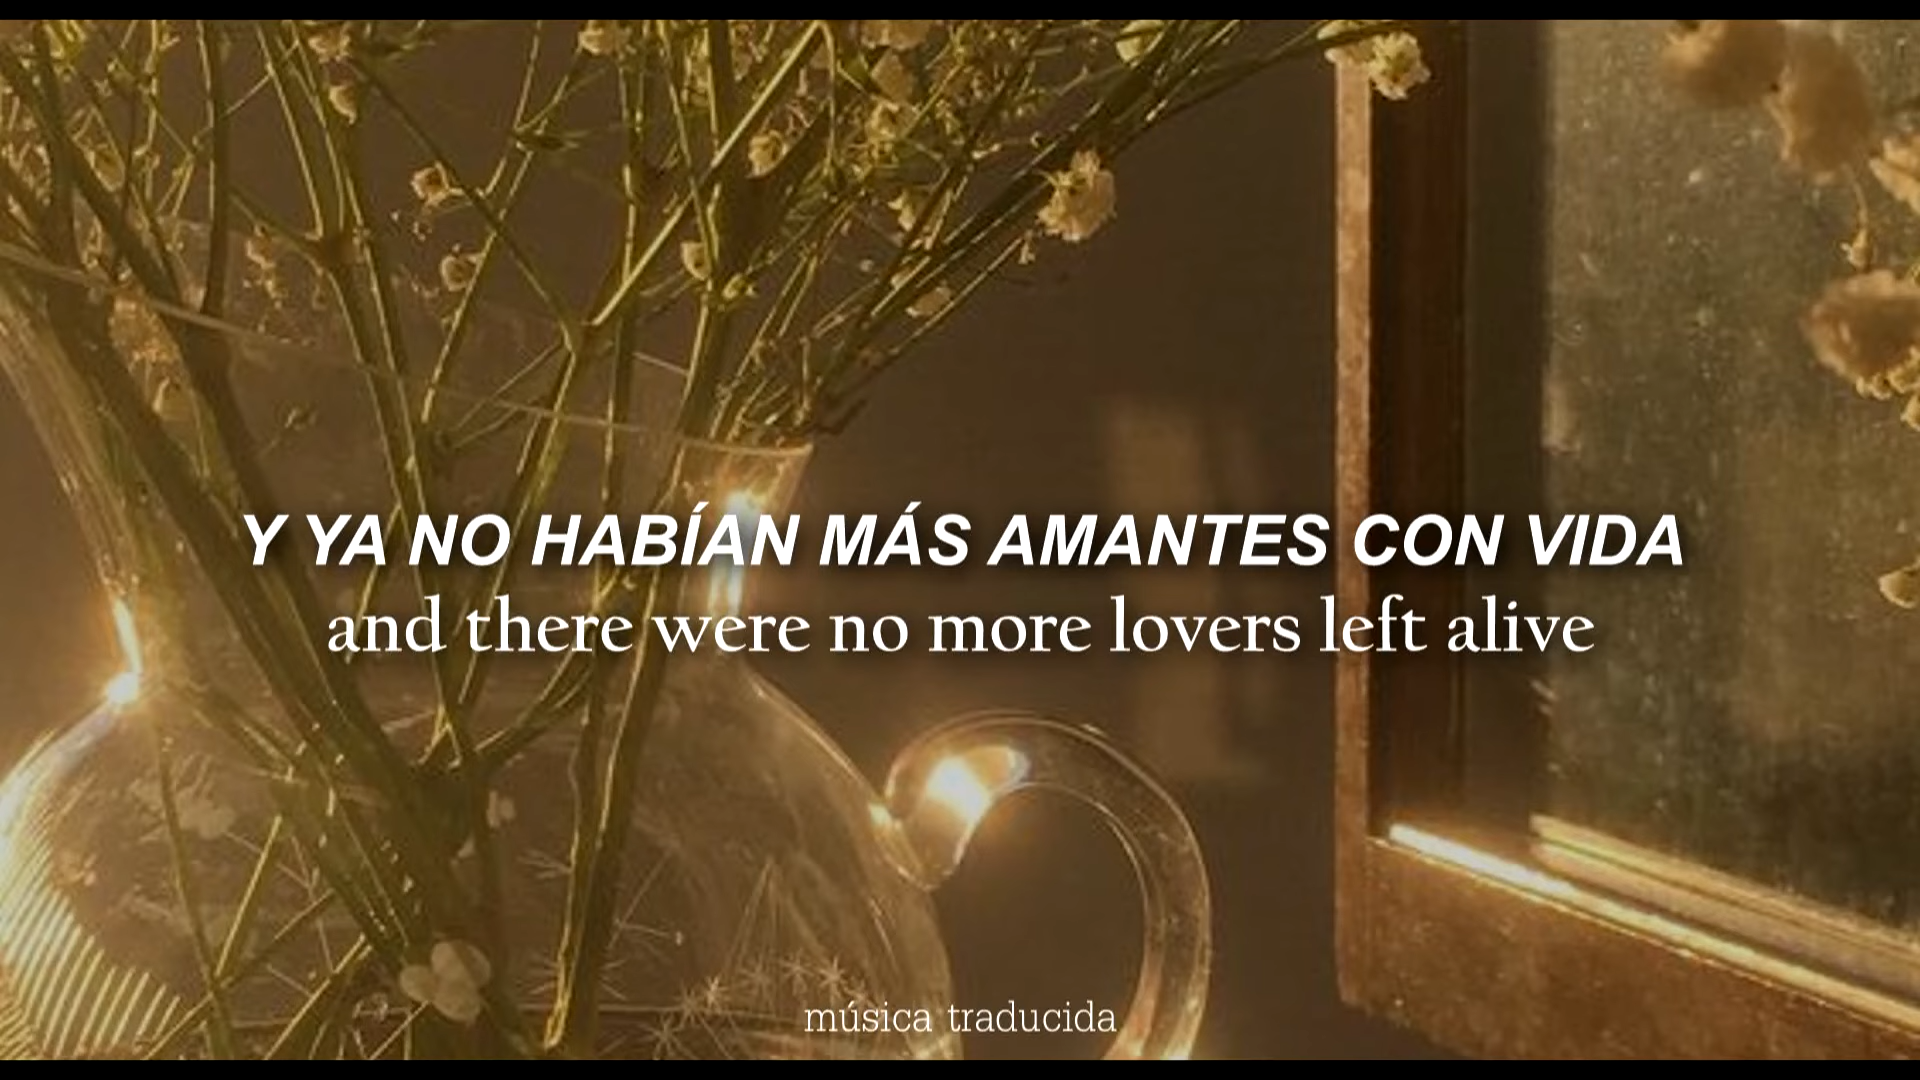 Y YA NO HABÍAN MÁS AMANTES CON VIDA
and there were no more lovers left alive
música traducida